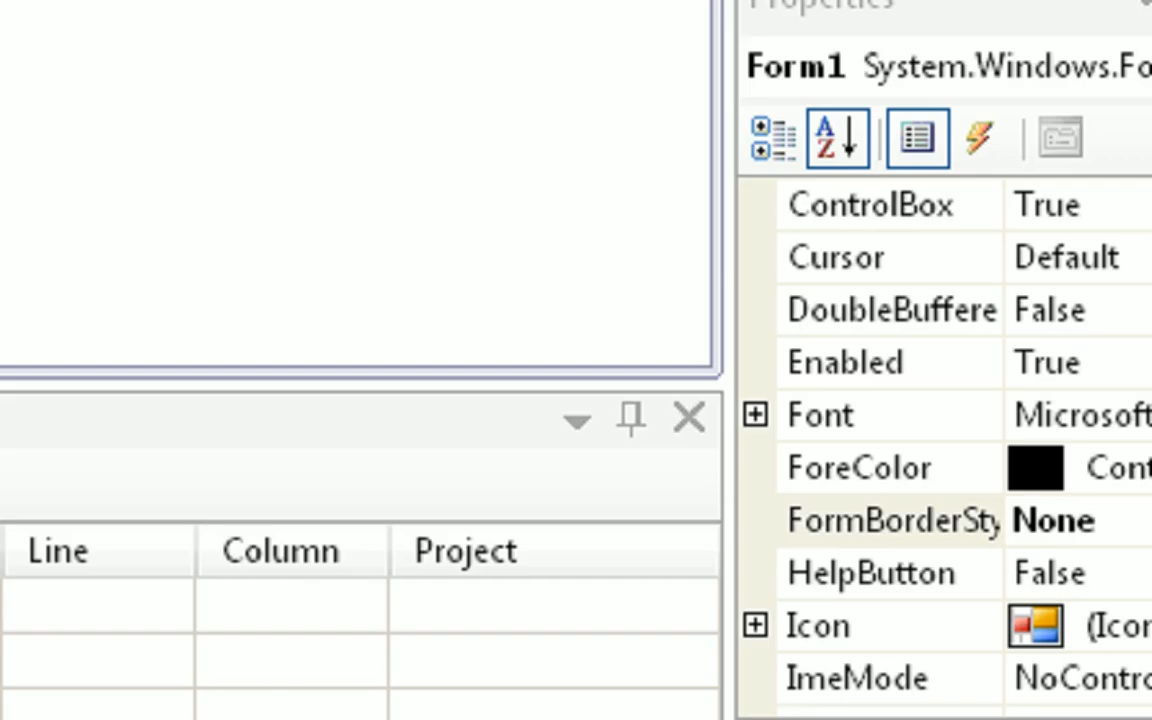 Properties
Form1 System.Windows.Fo
ControlBox True
Cursor Default
DoubleBuffere False
Enabled True
Font Microsoft
ForeColor Cont
FormBorderSty None
HelpButton False
Icon (Icon
ImeMode NoContro
Line Column Project